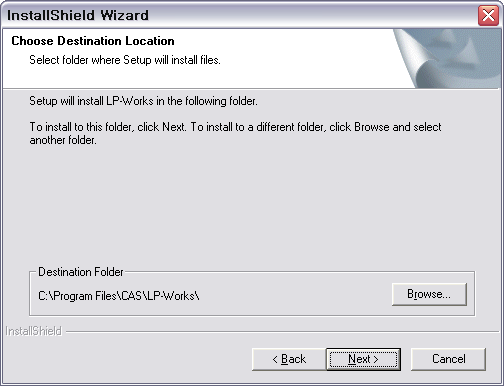 InstallShield Wizard
Choose Destination Location
Select folder where Setup will install files.
Setup will install LP-Works in the following folder.
To install to this folder, click Next. To install to a different folder, click Browse and select
another folder.
Destination Folder
C:\Program Files\CAS\LP-Works\
Browse...
InstallShield
< Back
Next >
Cancel